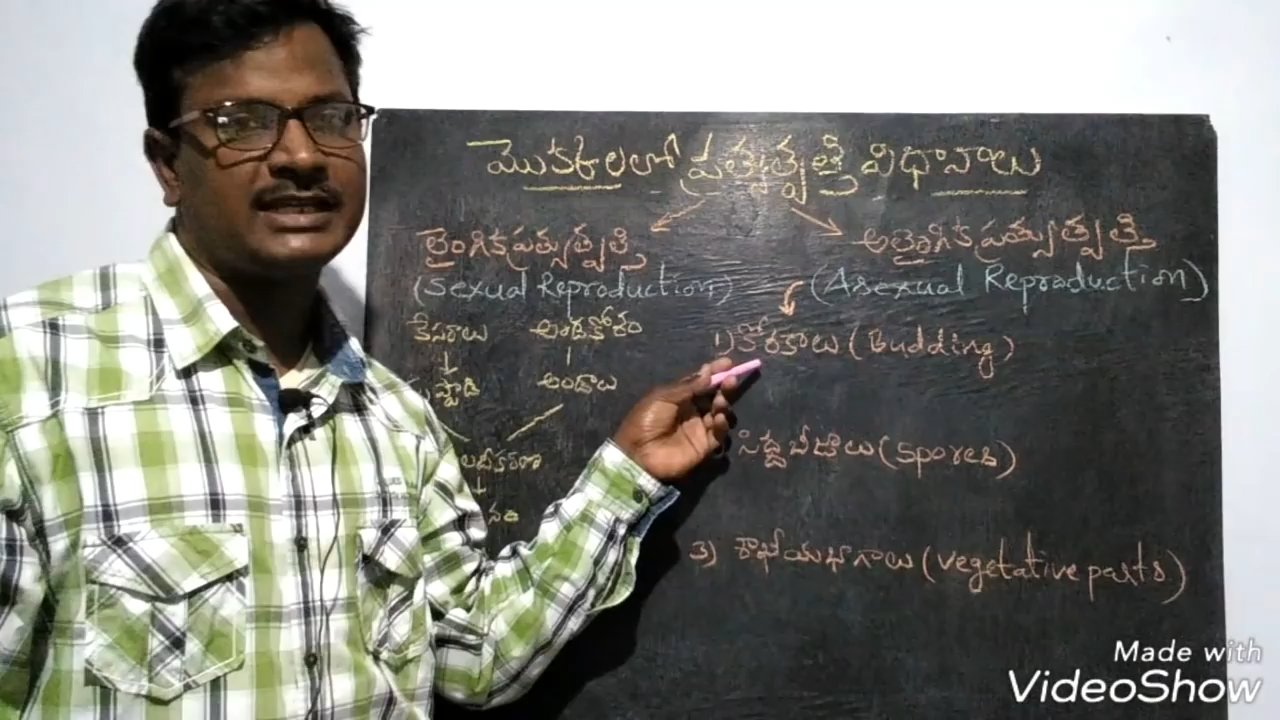 మొక్కలలో ప్రత్యుత్పత్తి విధానాలు
లైంగిక ప్రత్యుత్పత్తి
(Sexual Reproduction)
కేసరాలు అండకోశం
అండాలు
అలైంగిక ప్రత్యుత్పత్తి
(Asexual Reproduction)
1) కోరకాలు (Budding)
సిద్ధబీజాలు (spores)
3) శాఖీయభాగాలు (vegetative parts)
Made with
VideoShow